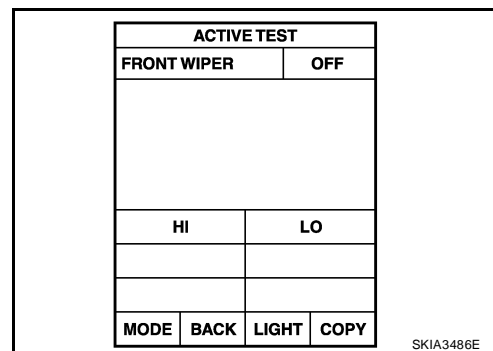 ACTIVE TEST
FRONT WIPER OFF
HI LO
MODE BACK LIGHT COPY
SKIA3486E